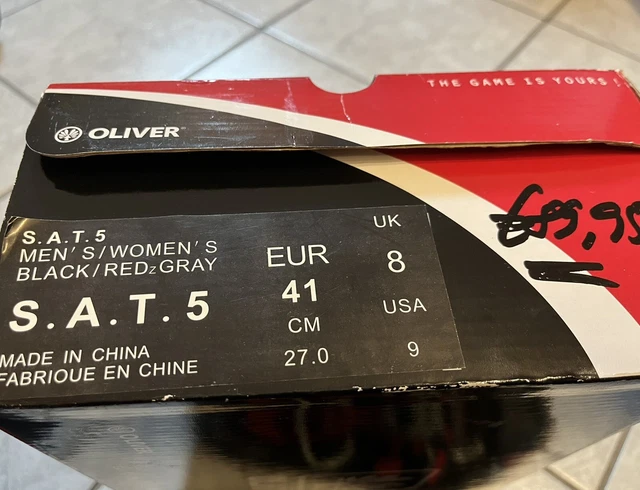 THE GAME IS YOURS!
OLIVER
S.A.T.5
MEN'S/WOMEN'S
BLACK/REDzGRAY
S.A.T.5
MADE IN CHINA
FABRIQUE EN CHINE
EUR
41
CM
27.0
UK
8
USA
9